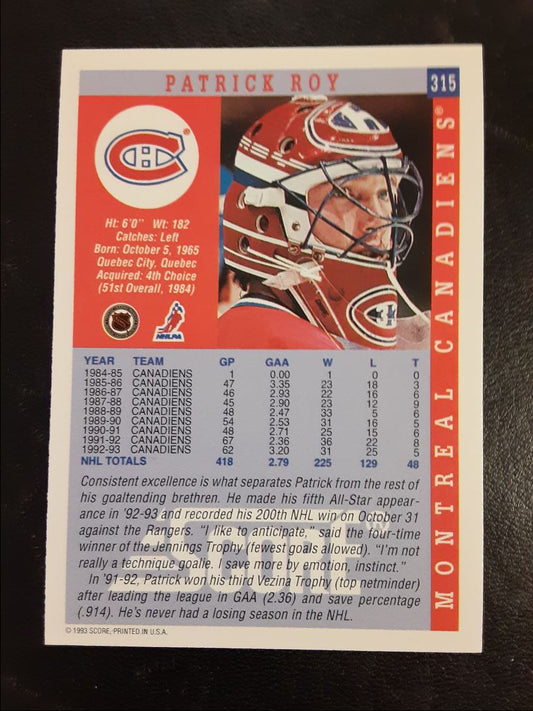 PATRICK ROY
315
MONTREAL CANADIENS®
Ht: 6'0" Wt: 182
Catches: Left
Born: October 5, 1965
Quebec City, Quebec
Acquired: 4th Choice
(51st Overall, 1984)
NHLPA
YEAR TEAM GP GAA W L T
1984-85 CANADIENS 1 0.00 1 0 0
1985-86 CANADIENS 47 3.35 23 18 3
1986-87 CANADIENS 46 2.93 22 16 6
1987-88 CANADIENS 45 2.90 23 12 9
1988-89 CANADIENS 48 2.47 33 5 6
1989-90 CANADIENS 54 2.53 31 16 5
1990-91 CANADIENS 48 2.71 25 15 6
1991-92 CANADIENS 67 2.36 36 22 8
1992-93 CANADIENS 62 3.20 31 25 5
NHL TOTALS 418 2.79 225 129 48
Consistent excellence is what separates Patrick from the rest of
his goaltending brethren. He made his fifth All-Star appear-
ance in '92-93 and recorded his 200th NHL win on October 31
against the Rangers. "I like to anticipate," said the four-time
winner of the Jennings Trophy (fewest goals allowed). "I'm not
really a technique goalie. I save more by emotion, instinct."
In '91-92, Patrick won his third Vezina Trophy (top netminder)
after leading the league in GAA (2.36) and save percentage
(.914). He's never had a losing season in the NHL.
© 1993 SCORE, PRINTED IN U.S.A.